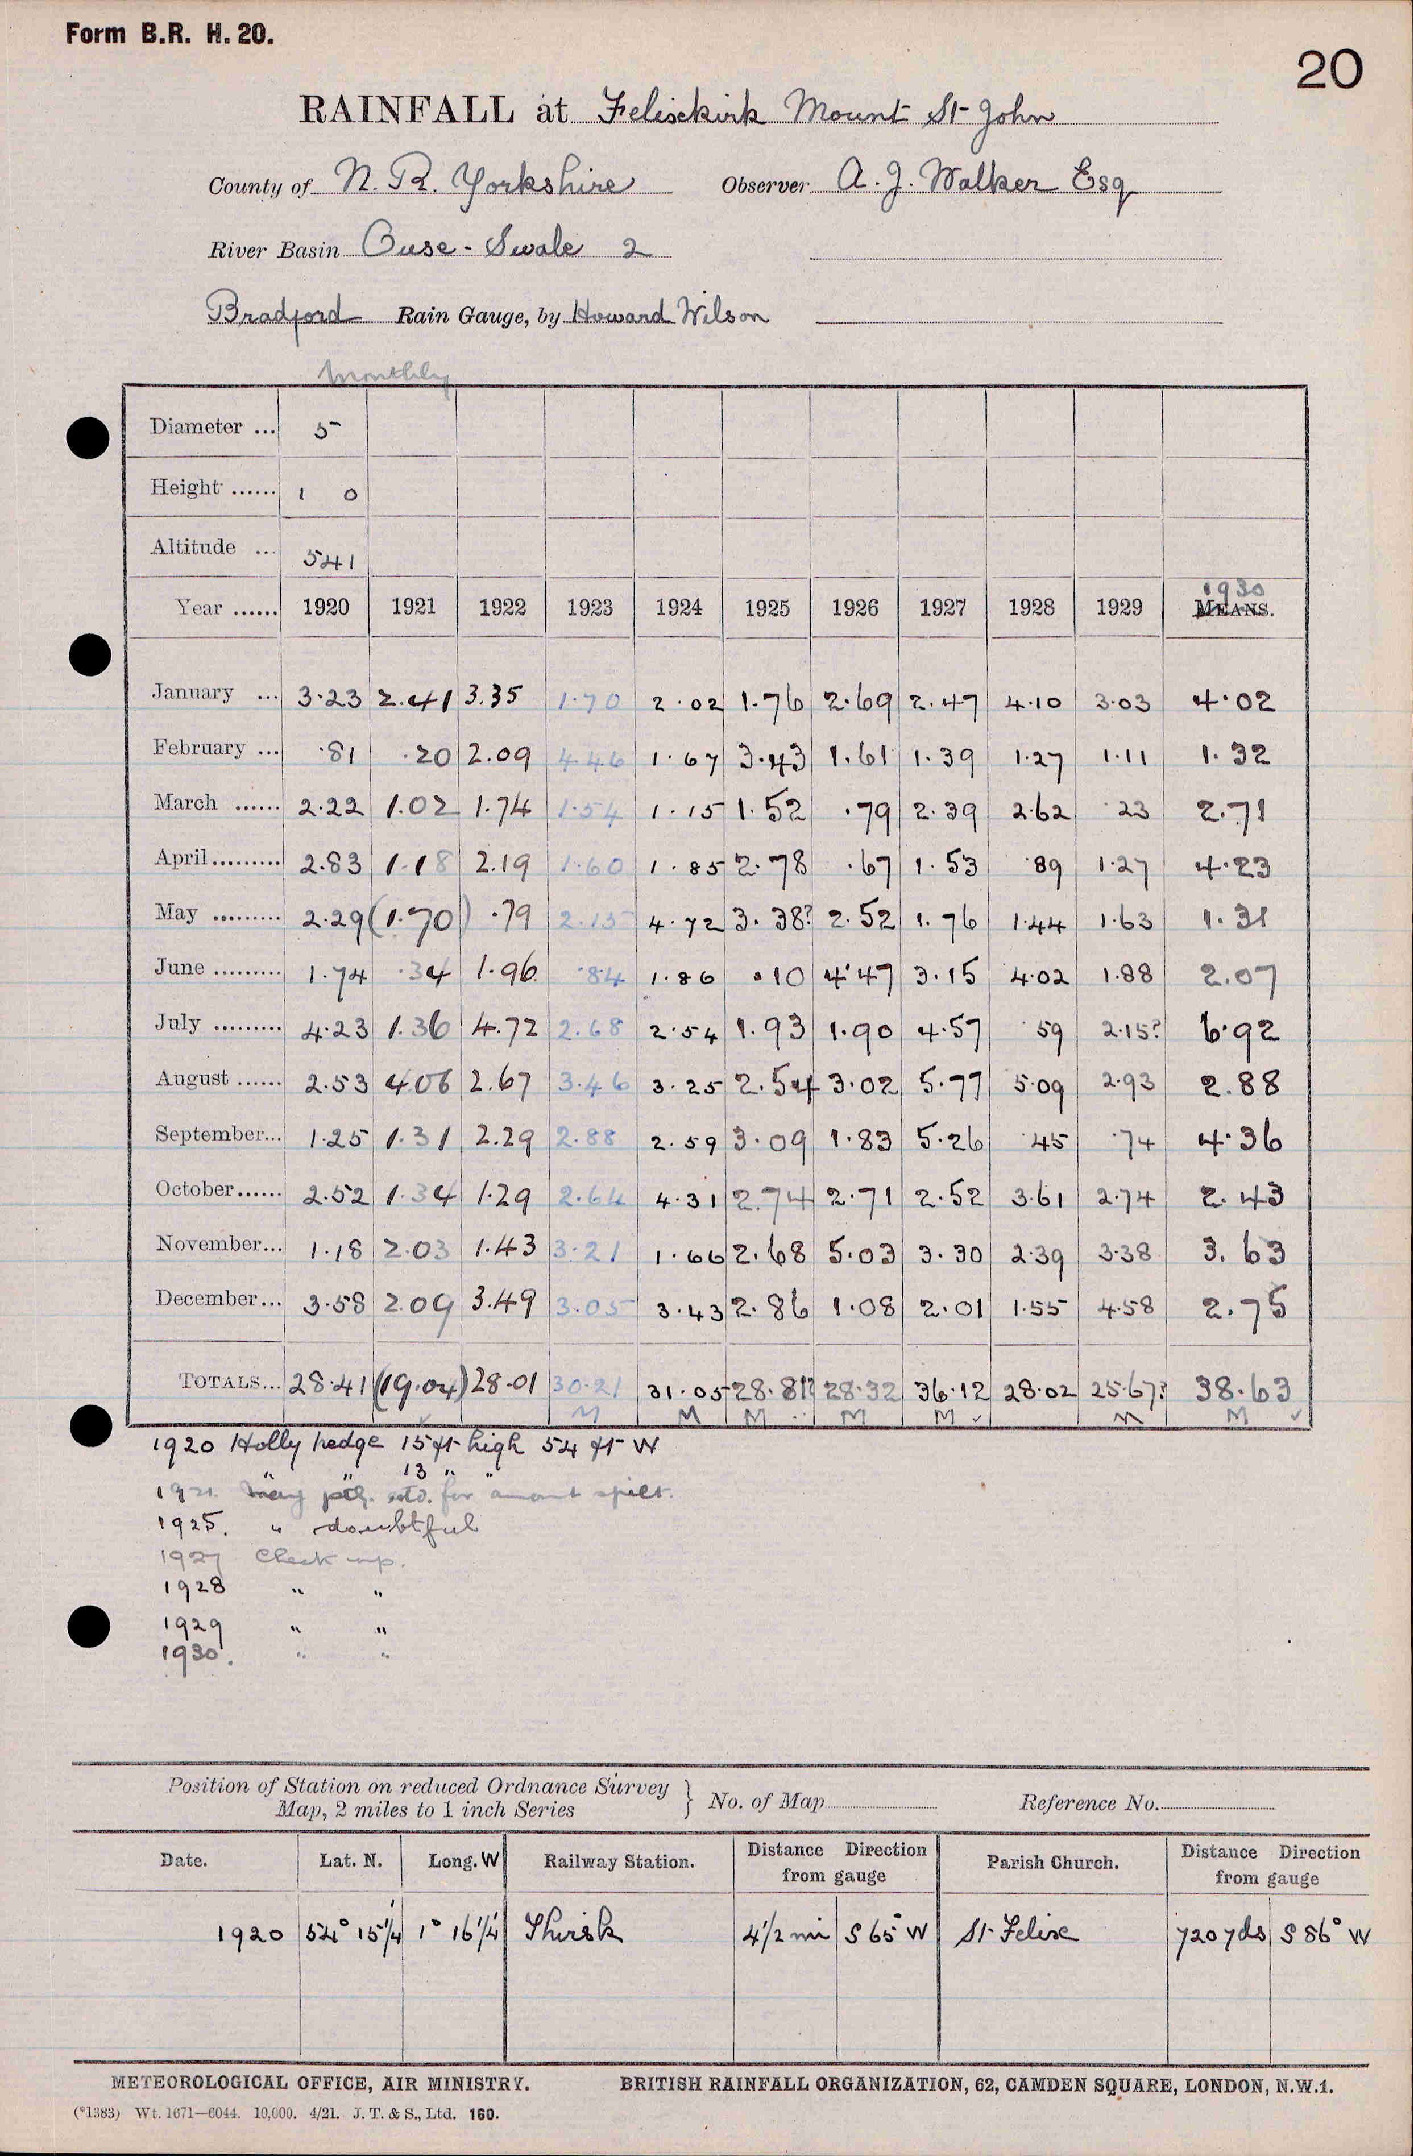 Form B.R. H. 20.
20
RAINFALL at Felixkirk Mount St John
County of N. R. Yorkshire Observer A. J. Walker Esq
River Basin Ouse - Swale 2
Bradford Rain Gauge, by Howard Wilson
Monthly
Diameter ... 5
Height ...... 1 0
Altitude ... 541
1930
Year ...... 1920 1921 1922 1923 1924 1925 1926 1927 1928 1929 MEANS.
January ... 3·23 2.41 3.35 1·70 2·02 1·76 2·69 2.47 4·10 3·03 4·02
February ... ·81 ·20 2.09 4.46 1·67 3·43 1.61 1·39 1·27 1·11 1·32
March ...... 2·22 1.02 1·74 1·54 1·15 1·52 ·79 2·39 2·62 ·23 2·71
April ......... 2·83 1·18 2.19 1·60 1·85 2·78 ·67 1·53 ·89 1·27 4·23
May ......... 2·29 (1·70) ·79 2.15 4·72 3·38? 2·52 1·76 1·44 1·63 1·31
June ......... 1·74 ·34 1·96 ·84 1·86 ·10 4·47 3·15 4·02 1·88 2.07
July ......... 4·23 1.36 4.72 2.68 2·54 1.93 1·90 4·57 ·59 2·15? 6·92
August ...... 2·53 4.06 2.67 3.46 3·25 2.54 3·02 5·77 5·09 2·93 2.88
September... 1·25 1.31 2.29 2.88 2·59 3·09 1·83 5·26 ·45 ·74 4·36
October...... 2·52 1.34 1·29 2.64 4·31 2.74 2·71 2·52 3·61 2·74 2·43
November... 1·18 2.03 1·43 3·21 1·66 2·68 5·03 3·30 2·39 3·38 3.63
December... 3·58 2.09 3·49 3.05 3·43 2·86 1·08 2·01 1·55 4·58 2·75
TOTALS... 28·41 (19·04) 28·01 30·21 31·05 28·81? 28·32 36·12 28·02 25·67? 38·63
M M M M M M M
1920 Holly hedge 15 ft high 54 ft W
" " 13 " "
1921. May ptly. etd. for amount spilt.
1925. " doubtful
1927 Check up.
1928 " "
1929 " "
1930. " "
Position of Station on reduced Ordnance Survey
Map, 2 miles to 1 inch Series } No. of Map Reference No.
Date. Lat. N. Long. W Railway Station. Distance Direction from gauge Parish Church. Distance Direction from gauge
1920 54° 15¼' 1° 16¼' Thirsk 4½ mi S 65° W St Felix 720 yds S 86° W
METEOROLOGICAL OFFICE, AIR MINISTRY. BRITISH RAINFALL ORGANIZATION, 62, CAMDEN SQUARE, LONDON, N.W.1.
(*1383) Wt. 1671—6044. 10,000. 4/21. J. T. & S., Ltd. 160.